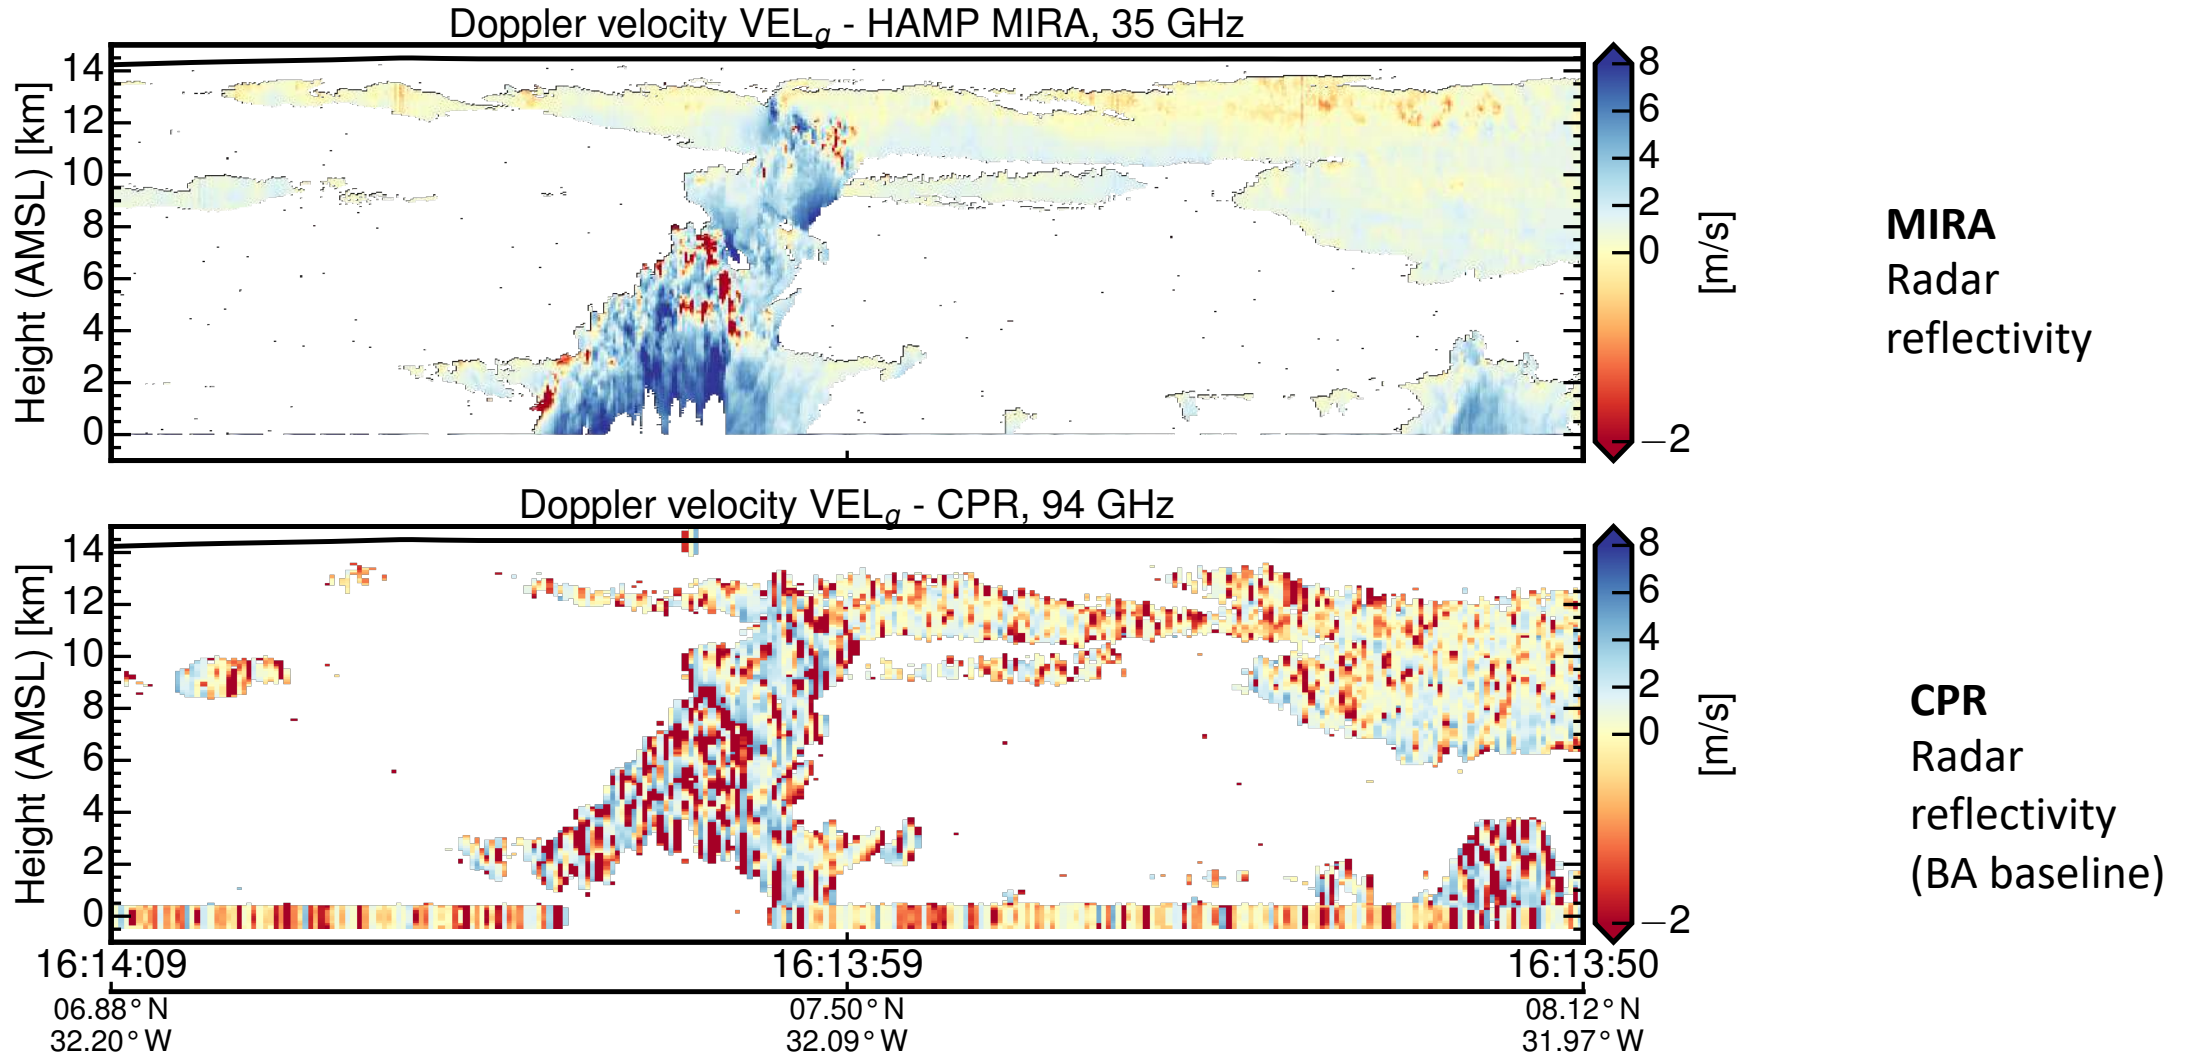 Doppler velocity VELg - HAMP MIRA, 35 GHz
14
12
10
8
6
4
2
0
Height (AMSL) [km]
8
6
4
2
0
−2
[m/s]
MIRA
Radar
reflectivity
Doppler velocity VELg - CPR, 94 GHz
14
12
10
8
6
4
2
0
Height (AMSL) [km]
8
6
4
2
0
−2
[m/s]
CPR
Radar
reflectivity
(BA baseline)
16:14:09 16:13:59 16:13:50
06.88° N 07.50° N 08.12° N
32.20° W 32.09° W 31.97° W